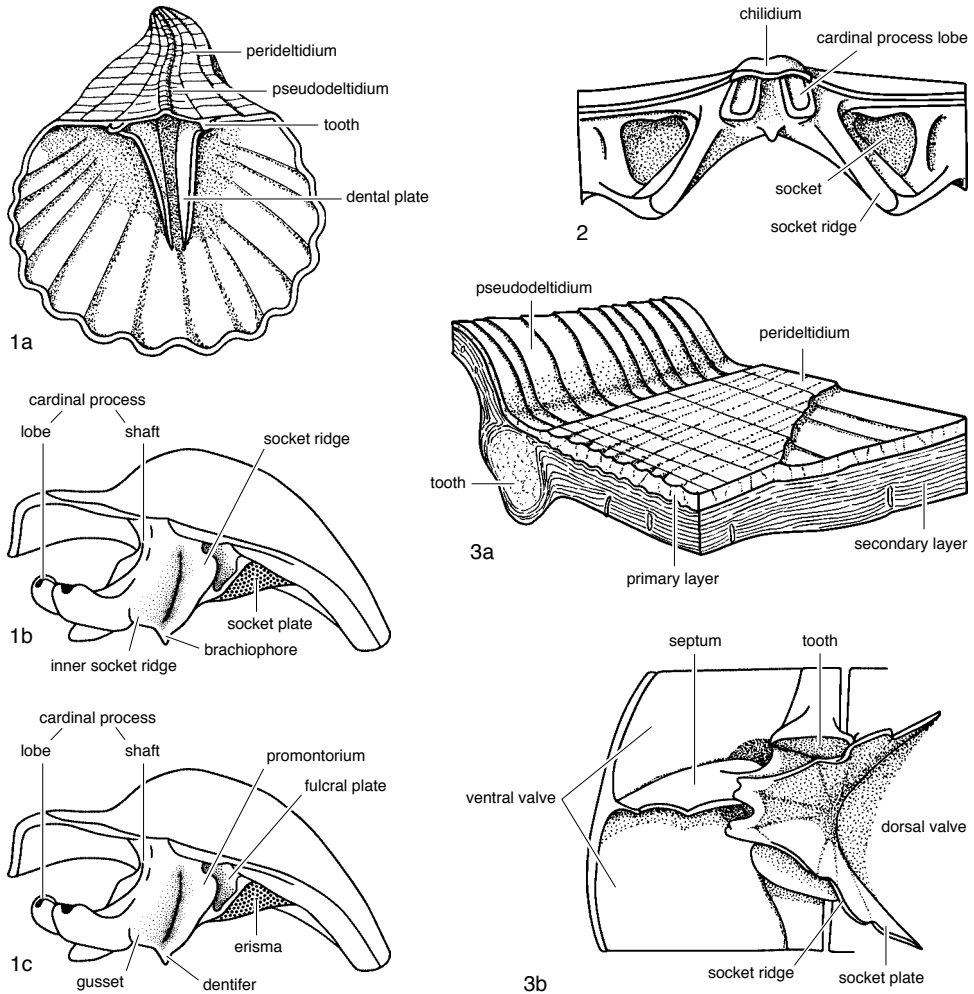 1a
perideltidium
pseudodeltidium
tooth
dental plate
chilidium
cardinal process lobe
socket
socket ridge
2
cardinal process
lobe
shaft
socket ridge
socket plate
brachiophore
inner socket ridge
1b
pseudodeltidium
perideltidium
tooth
secondary layer
primary layer
3a
cardinal process
lobe
shaft
promontorium
fulcral plate
erisma
gusset
dentifer
1c
septum
tooth
ventral valve
dorsal valve
socket ridge
socket plate
3b